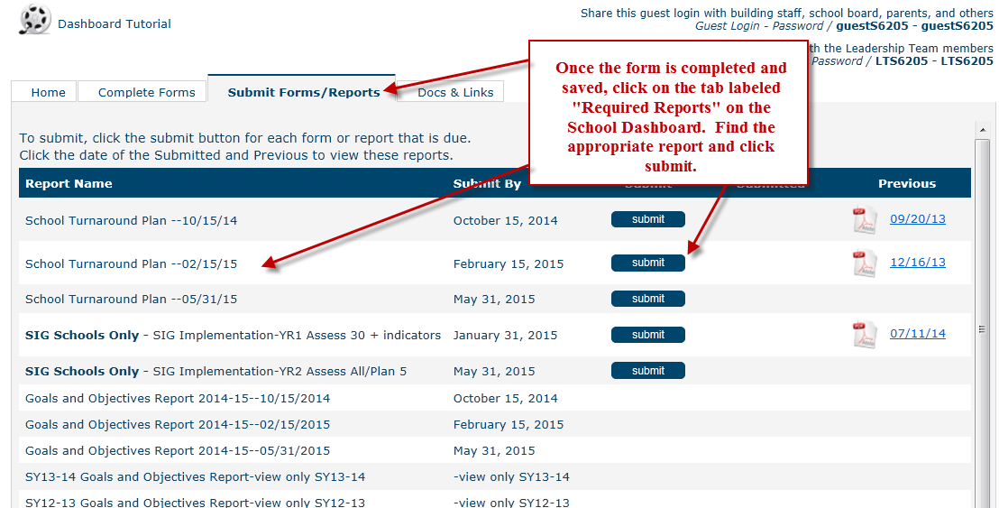 Dashboard Tutorial
Share this guest login with building staff, school board, parents, and others
Guest Login - Password / guestS6205 - guestS6205
th the Leadership Team members
Password / LTS6205 - LTS6205
Once the form is completed and
saved, click on the tab labeled
"Required Reports" on the
School Dashboard.  Find the
appropriate report and click
submit.
Home Complete Forms Submit Forms/Reports Docs & Links
To submit, click the submit button for each form or report that is due.
Click the date of the Submitted and Previous to view these reports.
Report Name Submit By Submit Submitted Previous
School Turnaround Plan --10/15/14 October 15, 2014 submit 09/20/13
School Turnaround Plan --02/15/15 February 15, 2015 submit 12/16/13
School Turnaround Plan --05/31/15 May 31, 2015 submit
SIG Schools Only - SIG Implementation-YR1 Assess 30 + indicators January 31, 2015 submit 07/11/14
SIG Schools Only - SIG Implementation-YR2 Assess All/Plan 5 May 31, 2015 submit
Goals and Objectives Report 2014-15--10/15/2014 October 15, 2014
Goals and Objectives Report 2014-15--02/15/2015 February 15, 2015
Goals and Objectives Report 2014-15--05/31/2015 May 31, 2015
SY13-14 Goals and Objectives Report-view only SY13-14 -view only SY13-14
SY12-13 Goals and Objectives Report-view only SY12-13 -view only SY12-13